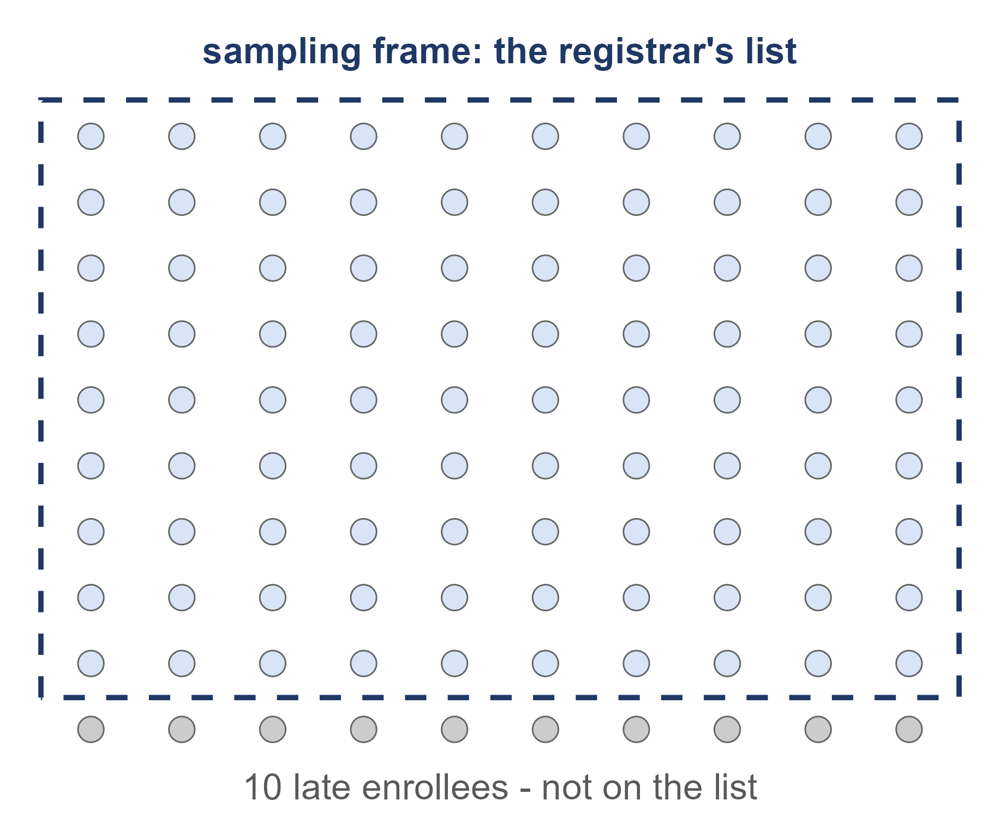 sampling frame: the registrar's list
10 late enrollees - not on the list